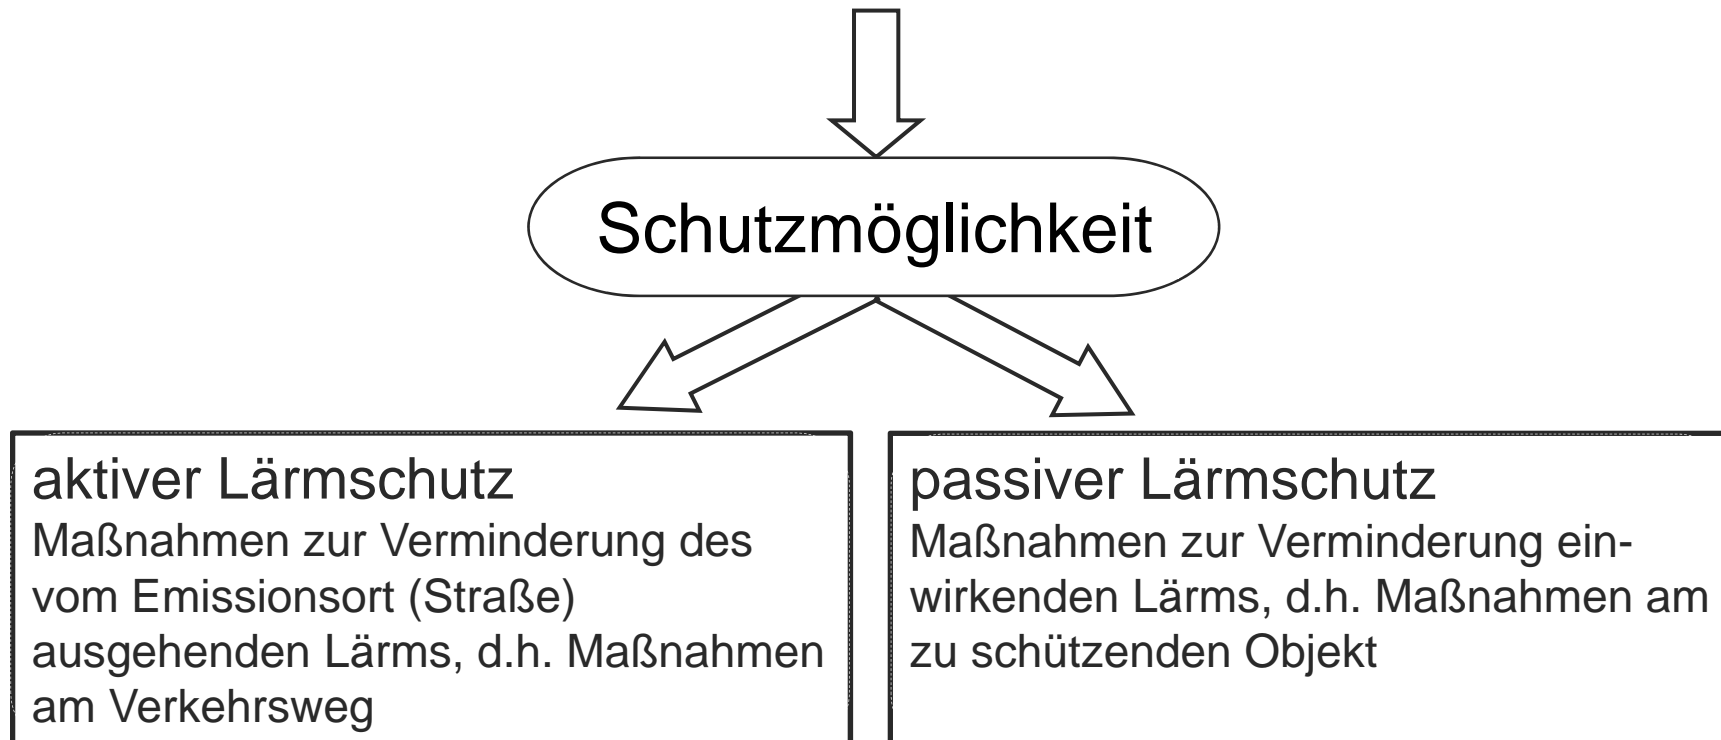 Schutzmöglichkeit
aktiver Lärmschutz
Maßnahmen zur Verminderung des
vom Emissionsort (Straße)
ausgehenden Lärms, d.h. Maßnahmen
am Verkehrsweg
passiver Lärmschutz
Maßnahmen zur Verminderung ein-
wirkenden Lärms, d.h. Maßnahmen am
zu schützenden Objekt